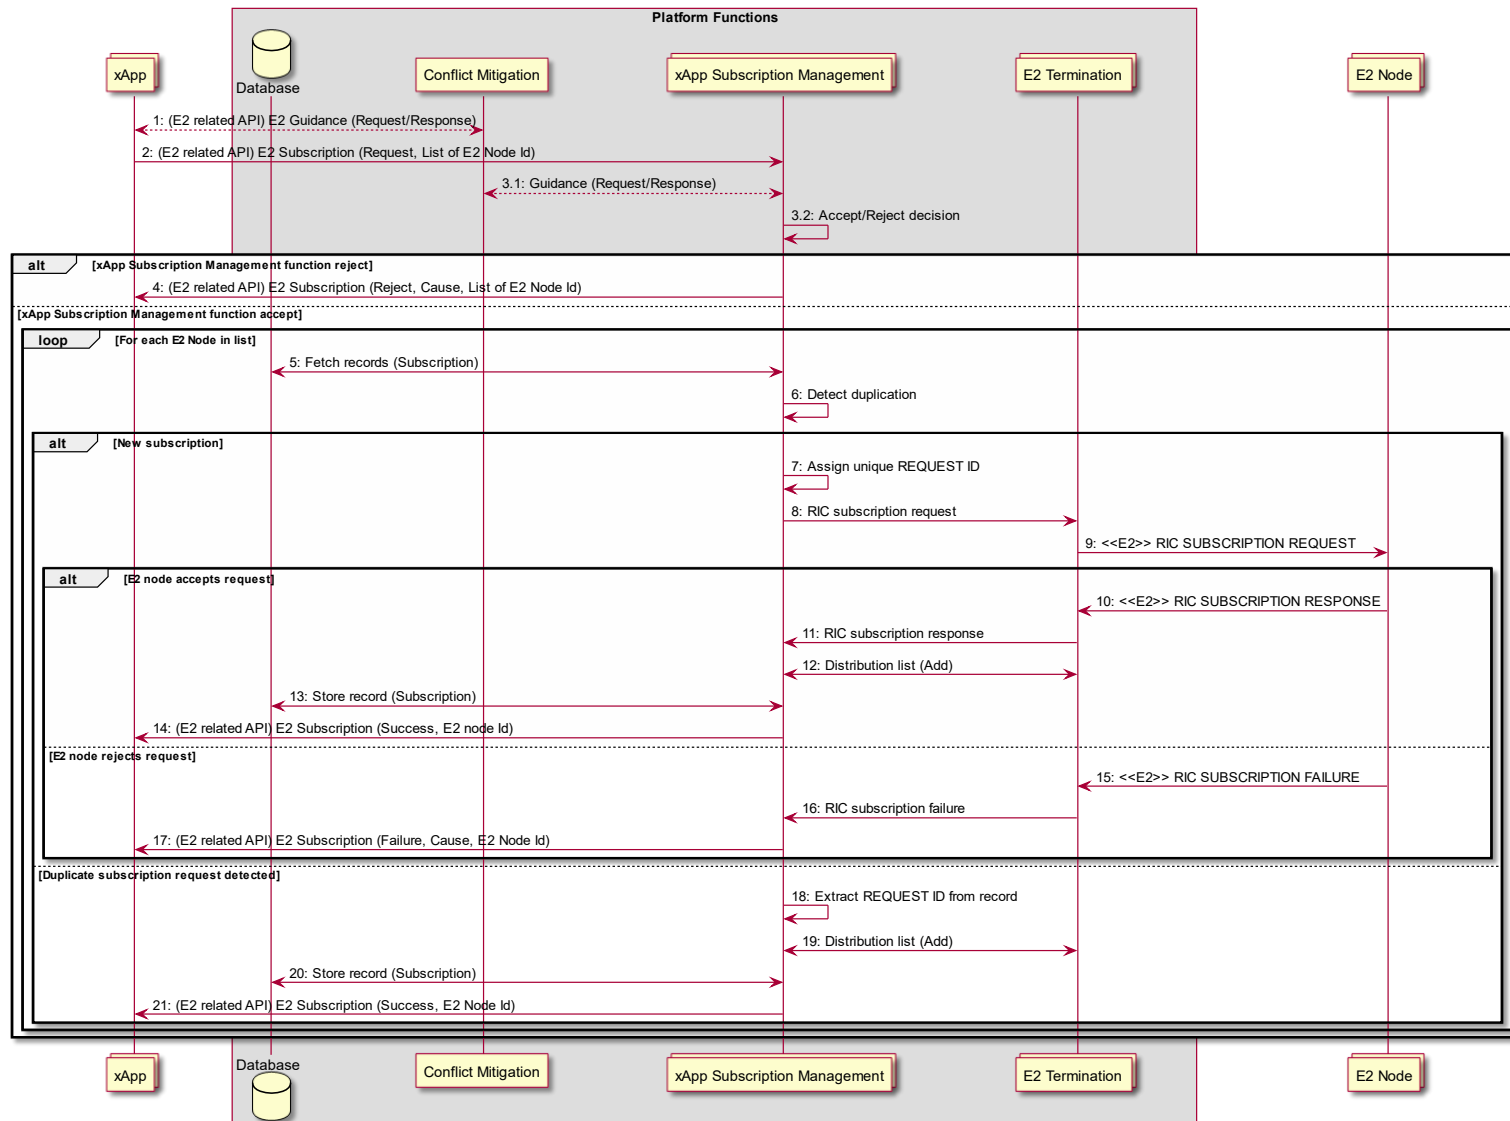 Platform Functions
xApp
Database
Conflict Mitigation
xApp Subscription Management
E2 Termination
E2 Node
1: (E2 related API) E2 Guidance (Request/Response)
2: (E2 related API) E2 Subscription (Request, List of E2 Node Id)
3.1: Guidance (Request/Response)
3.2: Accept/Reject decision
alt [xApp Subscription Management function reject]
4: (E2 related API) E2 Subscription (Reject, Cause, List of E2 Node Id)
[xApp Subscription Management function accept]
loop [For each E2 Node in list]
5: Fetch records (Subscription)
6: Detect duplication
alt [New subscription]
7: Assign unique REQUEST ID
8: RIC subscription request
9: <<E2>> RIC SUBSCRIPTION REQUEST
alt [E2 node accepts request]
10: <<E2>> RIC SUBSCRIPTION RESPONSE
11: RIC subscription response
12: Distribution list (Add)
13: Store record (Subscription)
14: (E2 related API) E2 Subscription (Success, E2 node Id)
[E2 node rejects request]
15: <<E2>> RIC SUBSCRIPTION FAILURE
16: RIC subscription failure
17: (E2 related API) E2 Subscription (Failure, Cause, E2 Node Id)
[Duplicate subscription request detected]
18: Extract REQUEST ID from record
19: Distribution list (Add)
20: Store record (Subscription)
21: (E2 related API) E2 Subscription (Success, E2 Node Id)
xApp
Database
Conflict Mitigation
xApp Subscription Management
E2 Termination
E2 Node